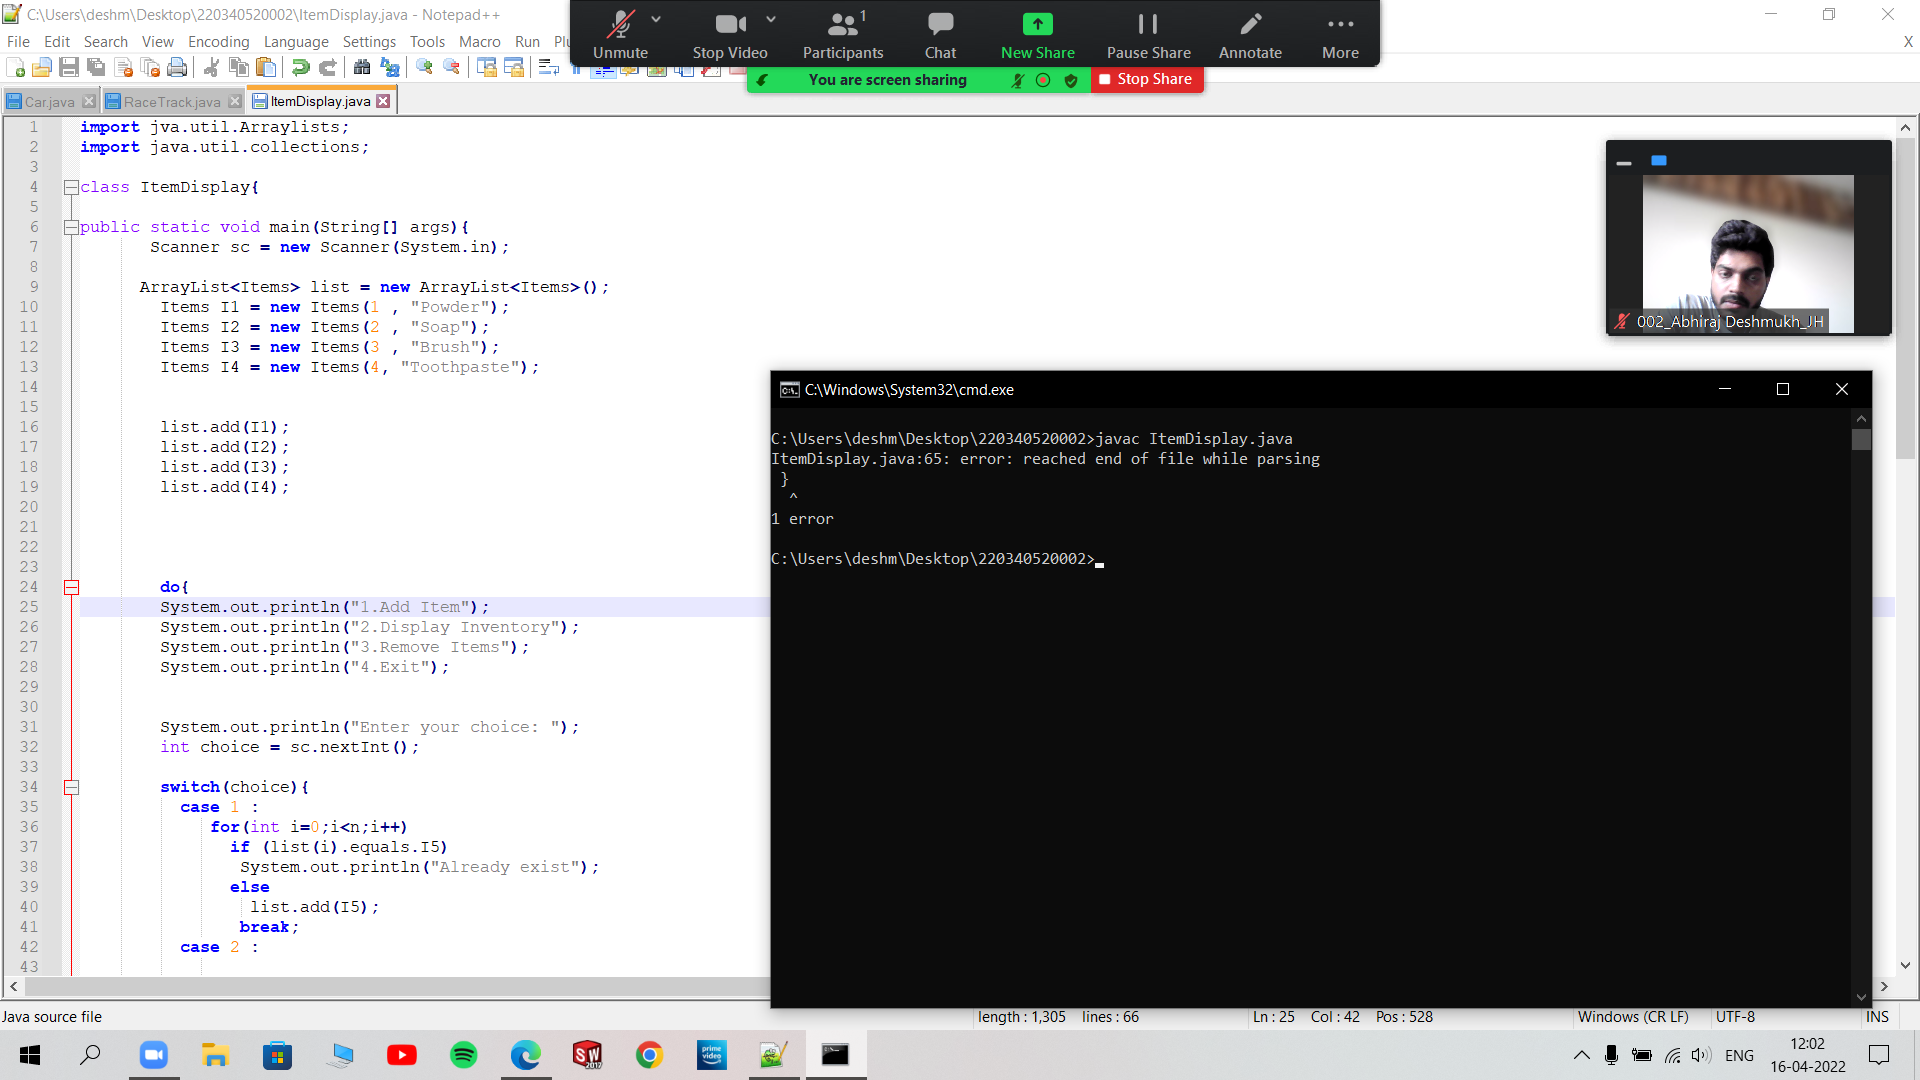 C:\Users\deshm\Desktop\220340520002\ItemDisplay.java - Notepad++
File Edit Search View Encoding Language Settings Tools Macro Run
X
Unmute Stop Video Participants 1 Chat New Share Pause Share Annotate More
You are screen sharing Stop Share
Car.java RaceTrack.java ItemDisplay.java
1 import jva.util.Arraylists;
2 import java.util.collections;
3
4 class ItemDisplay{
5
6 public static void main(String[] args){
7 Scanner sc = new Scanner(System.in);
8
9 ArrayList<Items> list = new ArrayList<Items>();
10 Items I1 = new Items(1 , "Powder");
11 Items I2 = new Items(2 , "Soap");
12 Items I3 = new Items(3 , "Brush");
13 Items I4 = new Items(4, "Toothpaste");
14
15
16 list.add(I1);
17 list.add(I2);
18 list.add(I3);
19 list.add(I4);
20
21
22
23
24 do{
25 System.out.println("1.Add Item");
26 System.out.println("2.Display Inventory");
27 System.out.println("3.Remove Items");
28 System.out.println("4.Exit");
29
30
31 System.out.println("Enter your choice: ");
32 int choice = sc.nextInt();
33
34 switch(choice){
35 case 1 :
36 for(int i=0;i<n;i++)
37 if (list(i).equals.I5)
38 System.out.println("Already exist");
39 else
40 list.add(I5);
41 break;
42 case 2 :
43
002_Abhiraj Deshmukh_JH
C:\Windows\System32\cmd.exe
C:\Users\deshm\Desktop\220340520002>javac ItemDisplay.java
ItemDisplay.java:65: error: reached end of file while parsing
}
^
1 error
C:\Users\deshm\Desktop\220340520002>
Java source file length : 1,305 lines : 66 Ln : 25 Col : 42 Pos : 528 Windows (CR LF) UTF-8 INS
SW 2017
prime video
ENG
12:02
16-04-2022